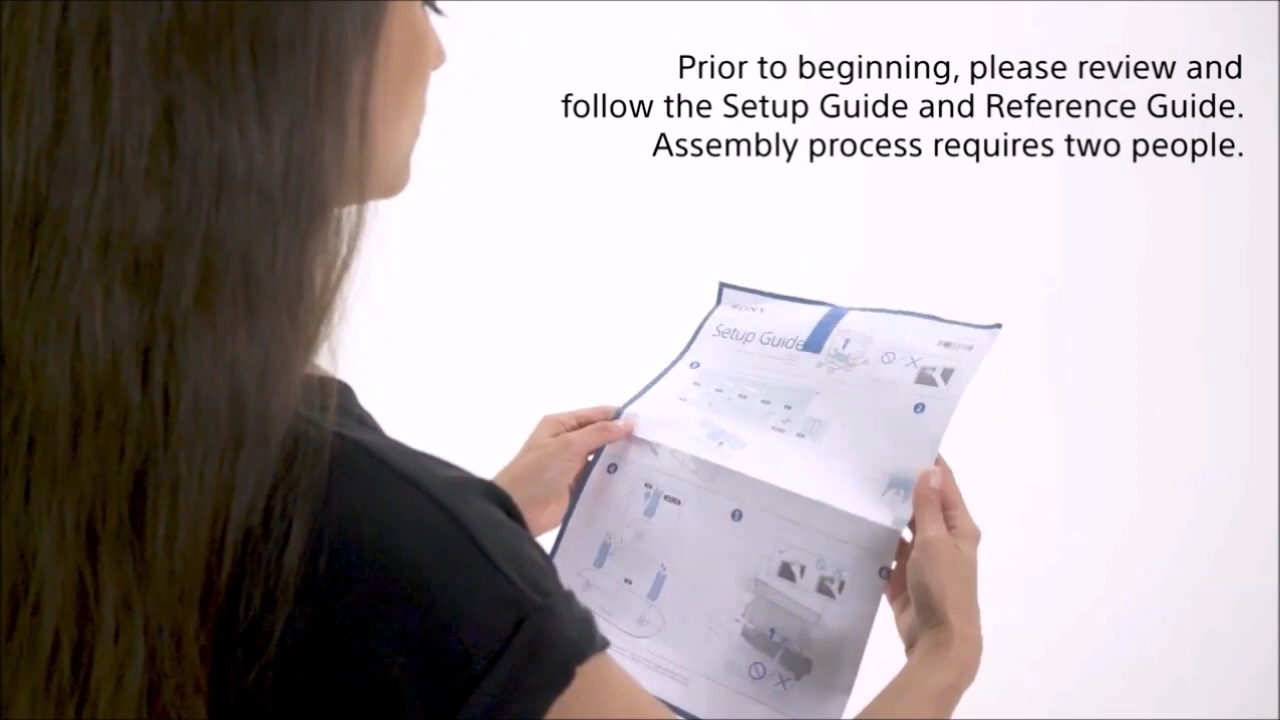 Prior to beginning, please review and
follow the Setup Guide and Reference Guide.
Assembly process requires two people.
SONY
Setup Guide